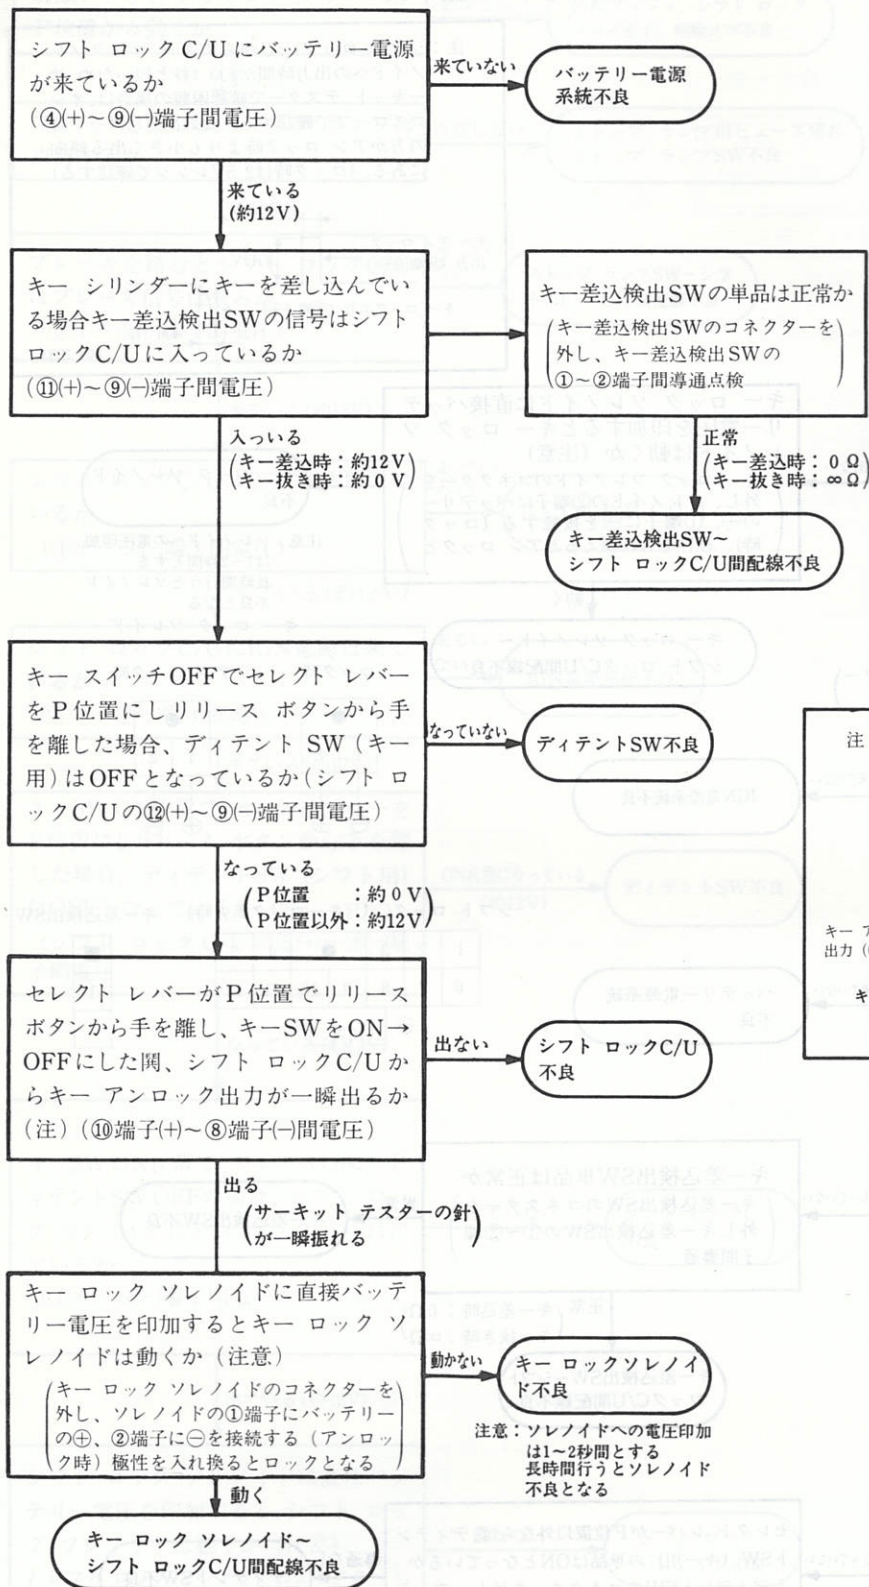 シフト ロックC/Uにバッテリー電源
が来ているか
(④(+)〜⑨(−)端子間電圧)
来ていない
バッテリー電源
系統不良
来ている
(約12V)
キー シリンダーにキーを差し込んでい
る場合キー差込検出SWの信号はシフト
ロックC/Uに入っているか
(⑪(+)〜⑨(−)端子間電圧)
キー差込検出SWの単品は正常か
(キー差込検出SWのコネクターを
外し、キー差込検出SWの
①〜②端子間導通点検)
入っいる
(キー差込時:約12V
キー抜き時:約0V)
正常
(キー差込時:0Ω
キー抜き時:∞Ω)
キー差込検出SW〜
シフト ロックC/U間配線不良
キー スイッチOFFでセレクト レバー
をP位置にしリリース ボタンから手
を離した場合、ディテント SW(キー
用)はOFFとなっているか(シフト ロ
ックC/Uの⑫(+)〜⑨(−)端子間電圧)
なっていない
ディテントSW不良
なっている
(P位置 :約0V
P位置以外:約12V)
セレクト レバーがP位置でリリース
ボタンから手を離し、キーSWをON→
OFFにした関、シフト ロックC/Uか
らキー アンロック出力が一瞬出るか
(注)(⑩端子(+)〜⑧端子(−)間電圧)
出ない
シフト ロックC/U
不良
出る
(サーキット テスターの針
が一瞬振れる)
キー ロック ソレノイドに直接バッテ
リー電圧を印加するとキー ロック ソ
レノイドは動くか(注意)
(キー ロック ソレノイドのコネクターを
外し、ソレノイドの①端子にバッテリー
の⊕、②端子に⊖を接続する(アンロッ
ク時)極性を入れ換るとロックとなる)
動かない
キー ロックソレノイ
ド不良
注意:ソレノイドへの電圧印加
は1~2秒間とする
長時間行うとソレノイド
不良となる
動く
キー ロック ソレノイド〜
シフト ロックC/U間配線不良
注
キー ア
出力(
キ